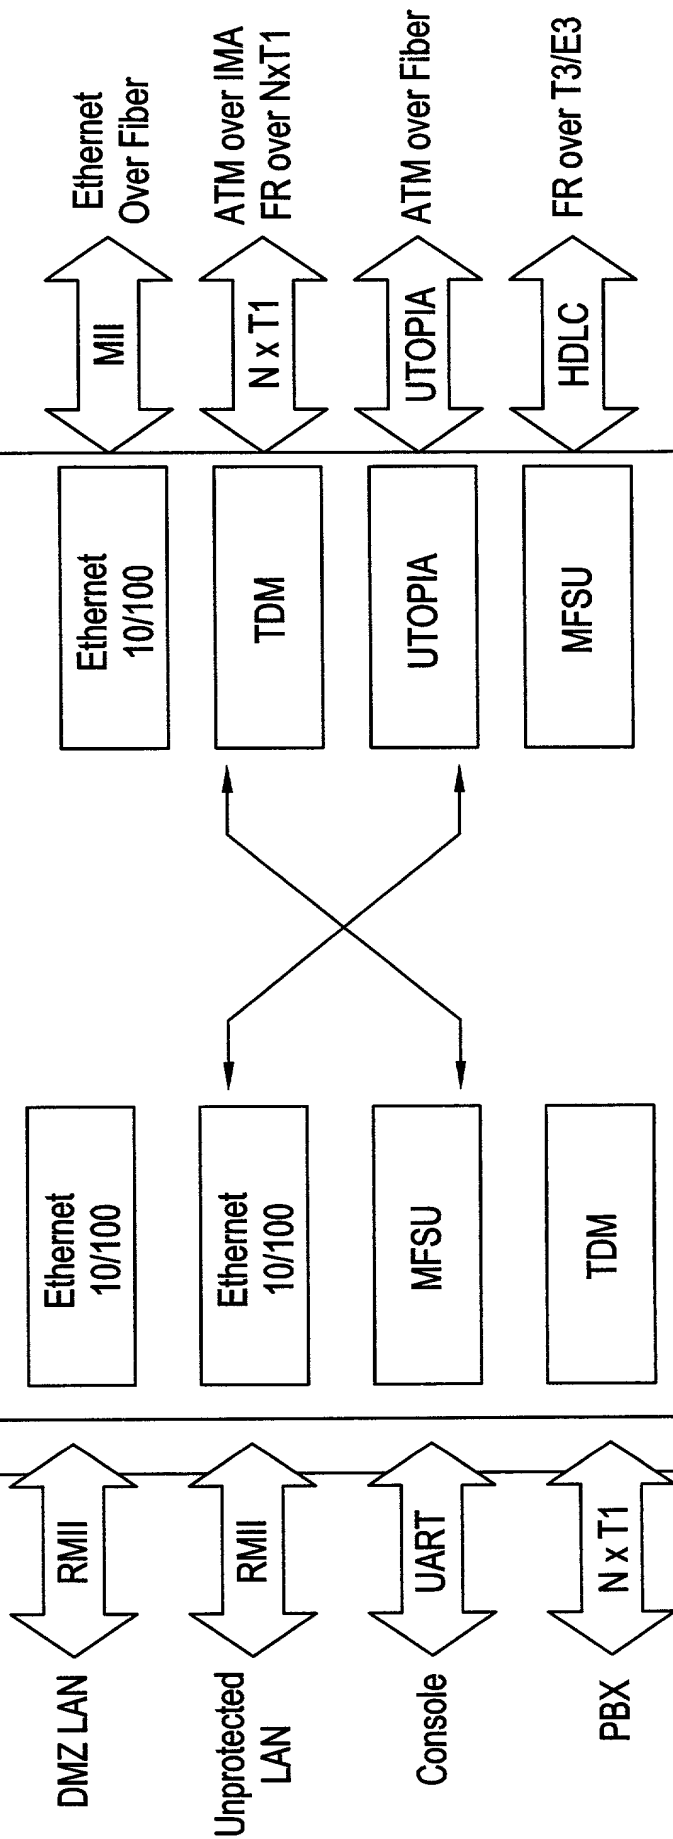 DMZ LAN
RMII
Ethernet
10/100
Ethernet
10/100
MII
Ethernet
Over Fiber
Unprotected
LAN
RMII
Ethernet
10/100
TDM
N x T1
ATM over IMA
FR over NxT1
Console
UART
MFSU
UTOPIA
UTOPIA
ATM over Fiber
PBX
N x T1
TDM
MFSU
HDLC
FR over T3/E3